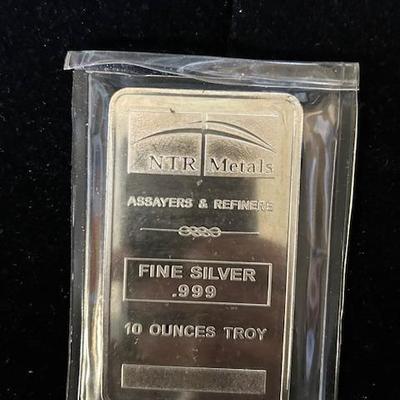 NTR Metals
ASSAYERS & REFINERS
FINE SILVER
.999
10 OUNCES TROY